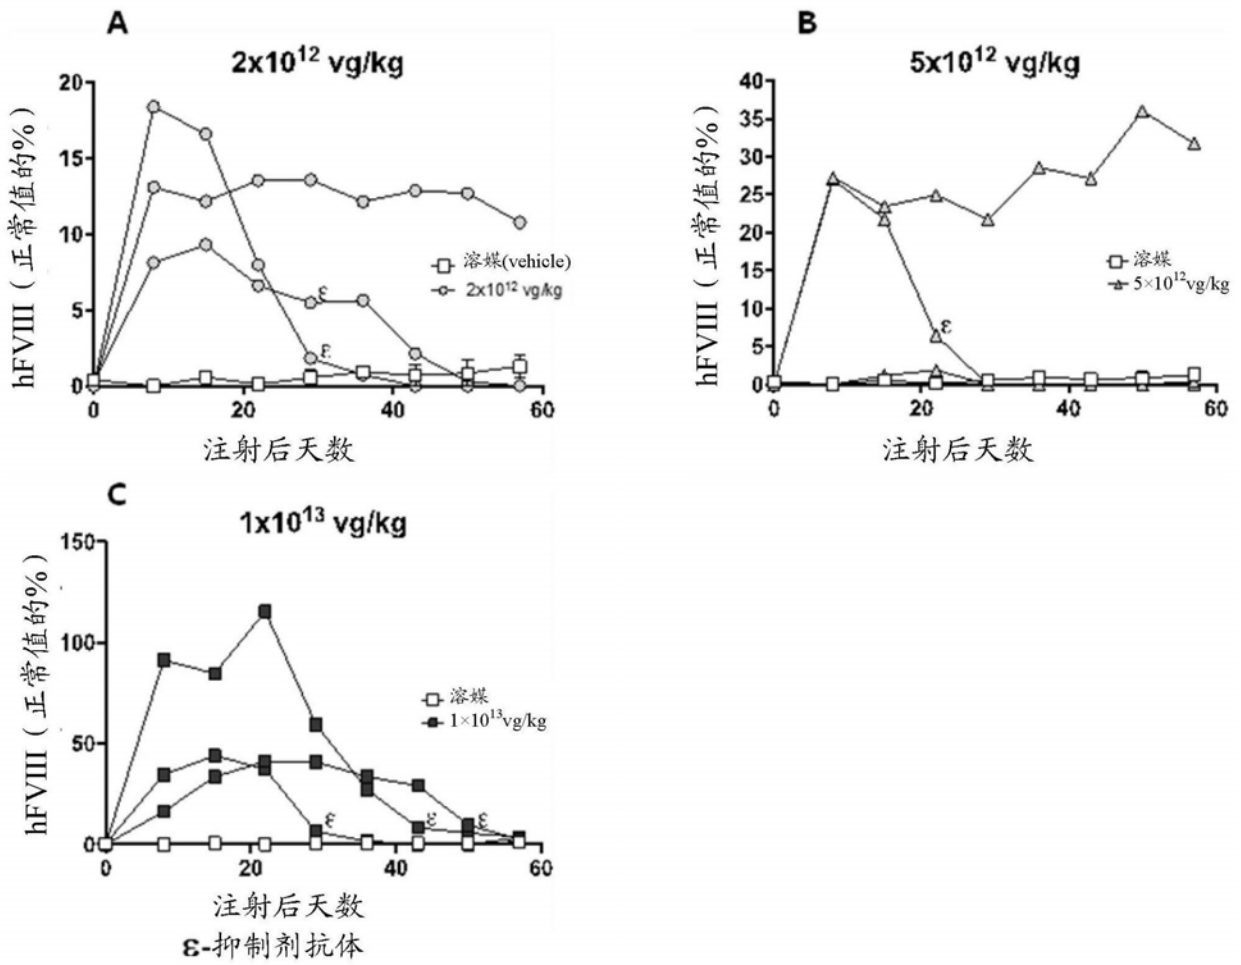 A
2x10¹² vg/kg
hFVIII（正常值的%）
20
15
10
5
0
溶媒(vehicle)
2x10¹² vg/kg
ε
ε
0
20
40
60
注射后天数
B
5x10¹² vg/kg
hFVIII（正常值的%）
40
35
30
25
20
15
10
5
0
溶媒
5×10¹²vg/kg
ε
0
20
40
60
注射后天数
C
1x10¹³ vg/kg
hFVIII（正常值的%）
150
100
50
0
溶媒
1×10¹³vg/kg
ε
ε
ε
0
20
40
60
注射后天数
ε-抑制剂抗体